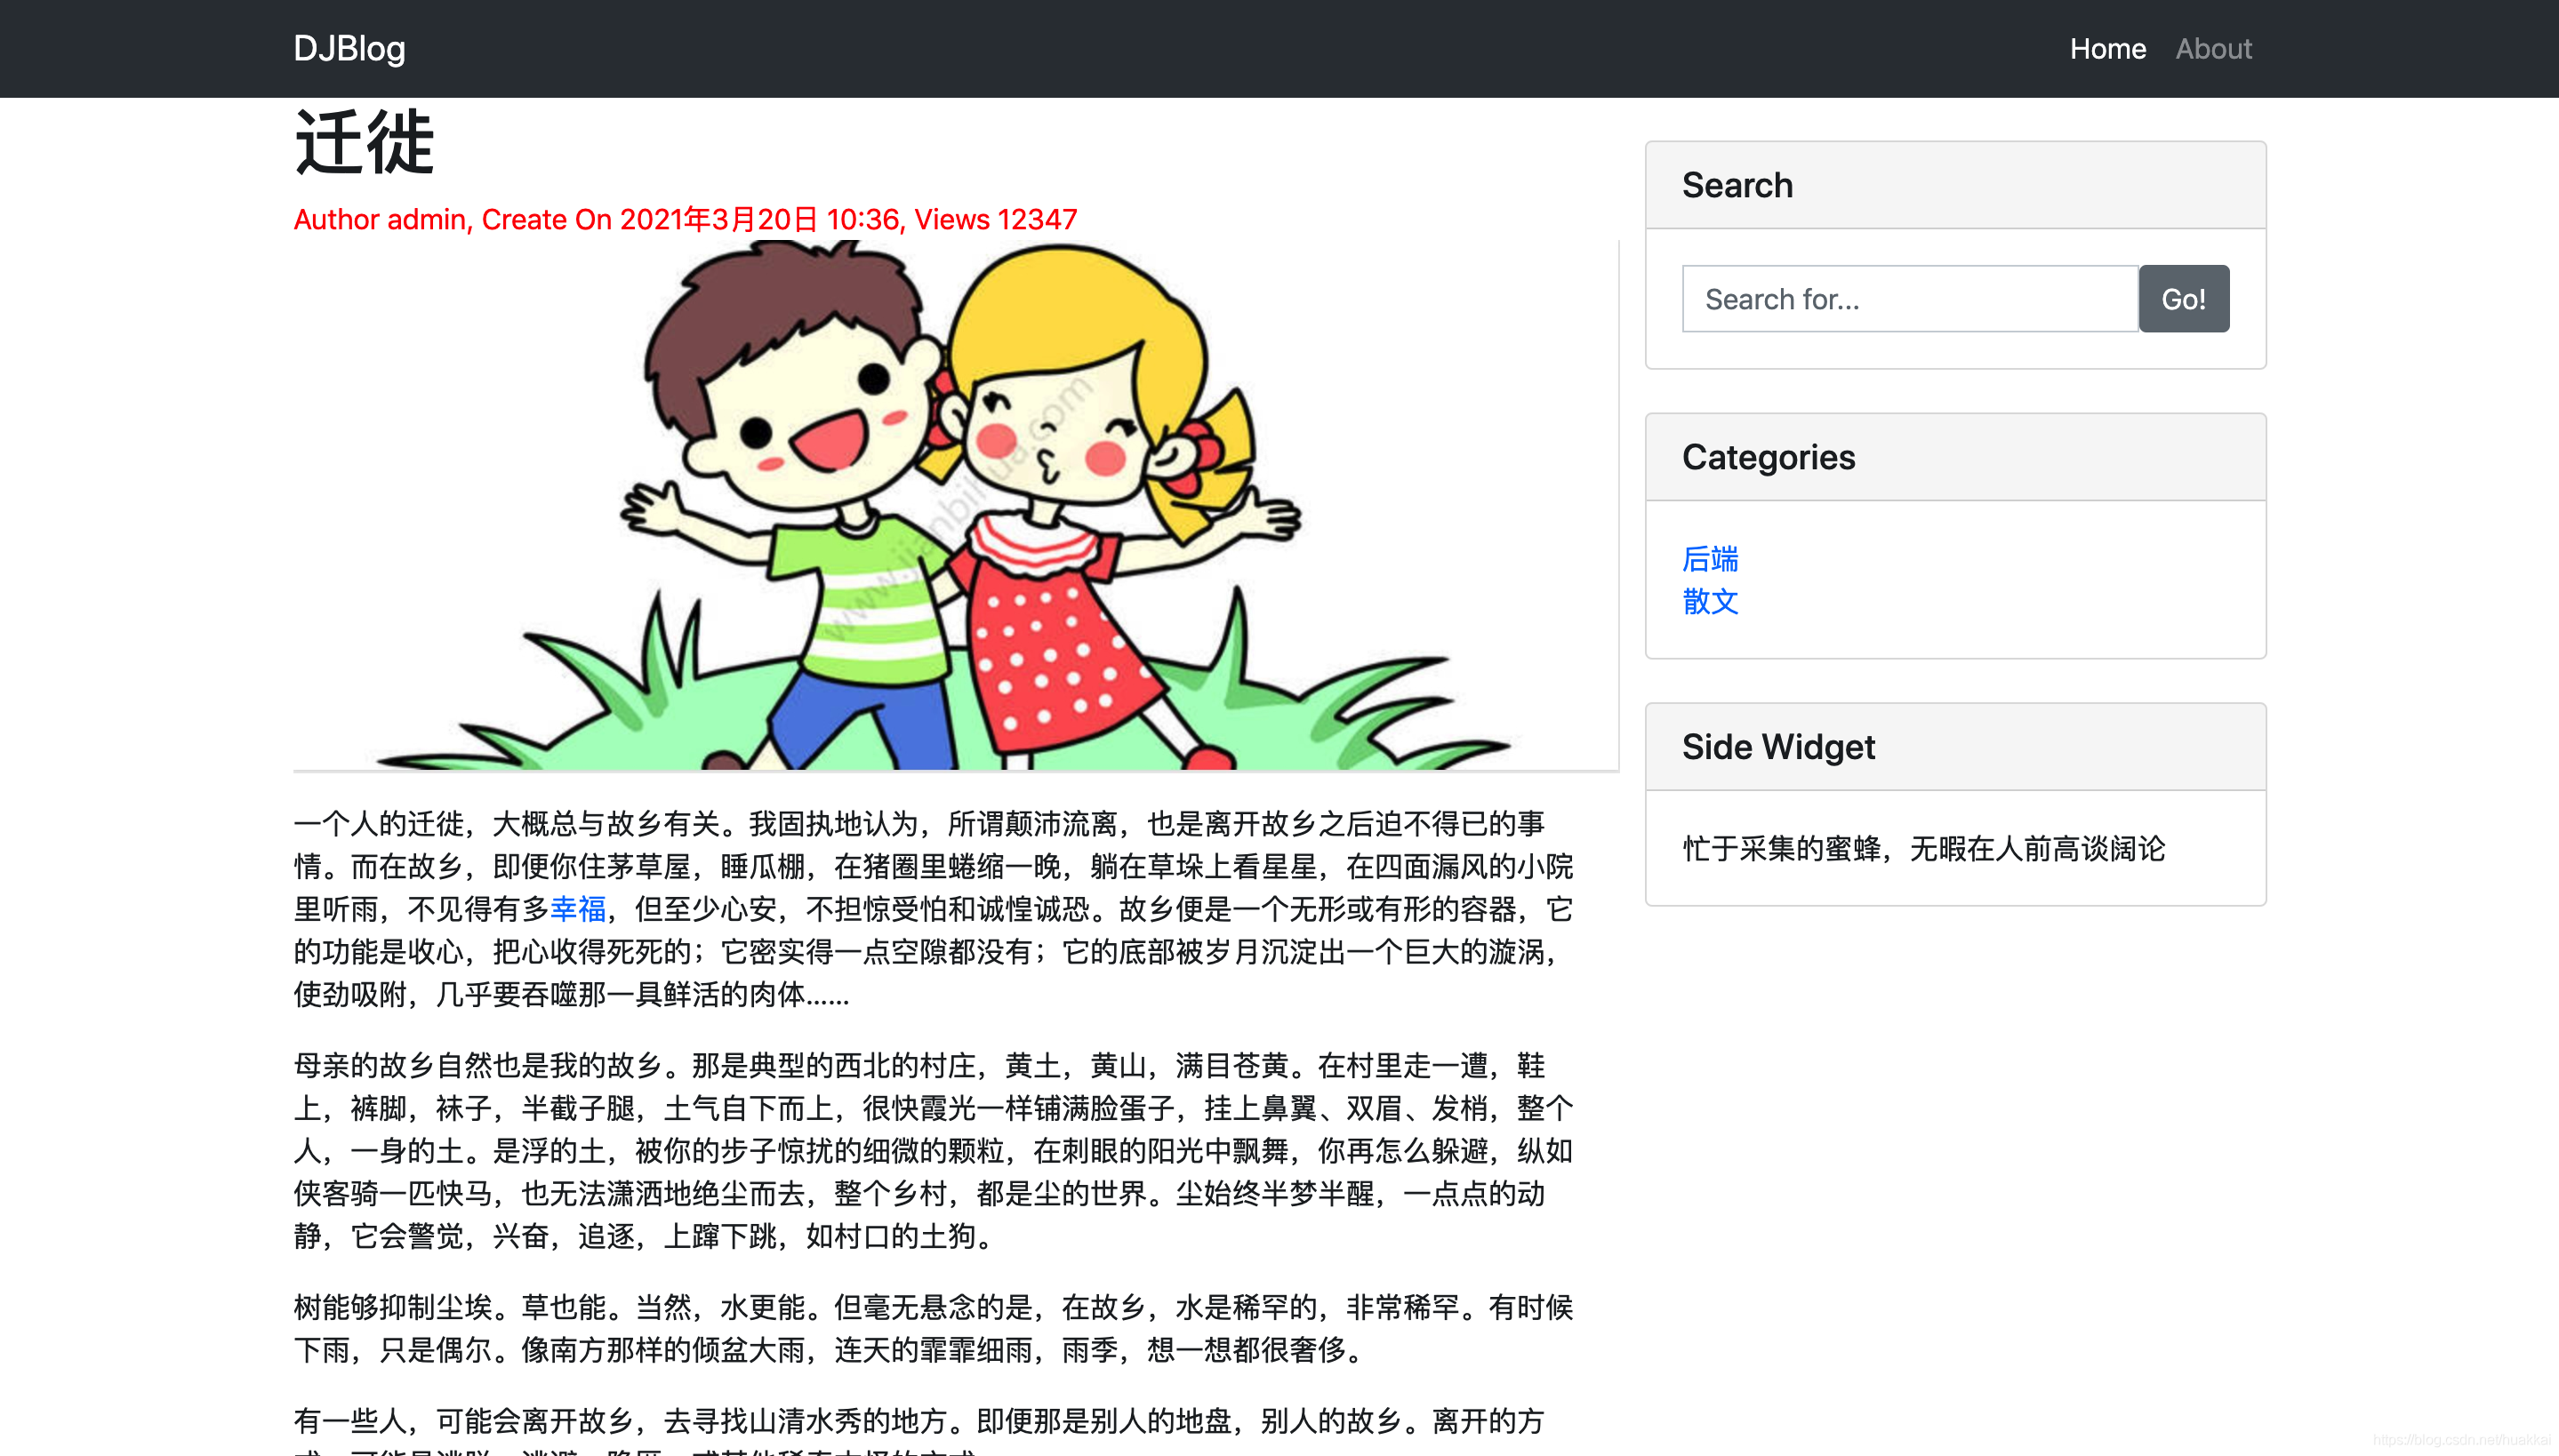 DJBlog
Home About
迁徙
Author admin, Create On 2021年3月20日 10:36, Views 12347
www.jianbihua.com
一个人的迁徙，大概总与故乡有关。我固执地认为，所谓颠沛流离，也是离开故乡之后迫不得已的事
情。而在故乡，即便你住茅草屋，睡瓜棚，在猪圈里蜷缩一晚，躺在草垛上看星星，在四面漏风的小院
里听雨，不见得有多幸福，但至少心安，不担惊受怕和诚惶诚恐。故乡便是一个无形或有形的容器，它
的功能是收心，把心收得死死的；它密实得一点空隙都没有；它的底部被岁月沉淀出一个巨大的漩涡，
使劲吸附，几乎要吞噬那一具鲜活的肉体……
母亲的故乡自然也是我的故乡。那是典型的西北的村庄，黄土，黄山，满目苍黄。在村里走一遭，鞋
上，裤脚，袜子，半截子腿，土气自下而上，很快霞光一样铺满脸蛋子，挂上鼻翼、双眉、发梢，整个
人，一身的土。是浮的土，被你的步子惊扰的细微的颗粒，在刺眼的阳光中飘舞，你再怎么躲避，纵如
侠客骑一匹快马，也无法潇洒地绝尘而去，整个乡村，都是尘的世界。尘始终半梦半醒，一点点的动
静，它会警觉，兴奋，追逐，上蹿下跳，如村口的土狗。
树能够抑制尘埃。草也能。当然，水更能。但毫无悬念的是，在故乡，水是稀罕的，非常稀罕。有时候
下雨，只是偶尔。像南方那样的倾盆大雨，连天的霏霏细雨，雨季，想一想都很奢侈。
有一些人，可能会离开故乡，去寻找山清水秀的地方。即便那是别人的地盘，别人的故乡。离开的方
Search
Search for...
Go!
Categories
后端
散文
Side Widget
忙于采集的蜜蜂，无暇在人前高谈阔论
https://blog.csdn.net/huakkai